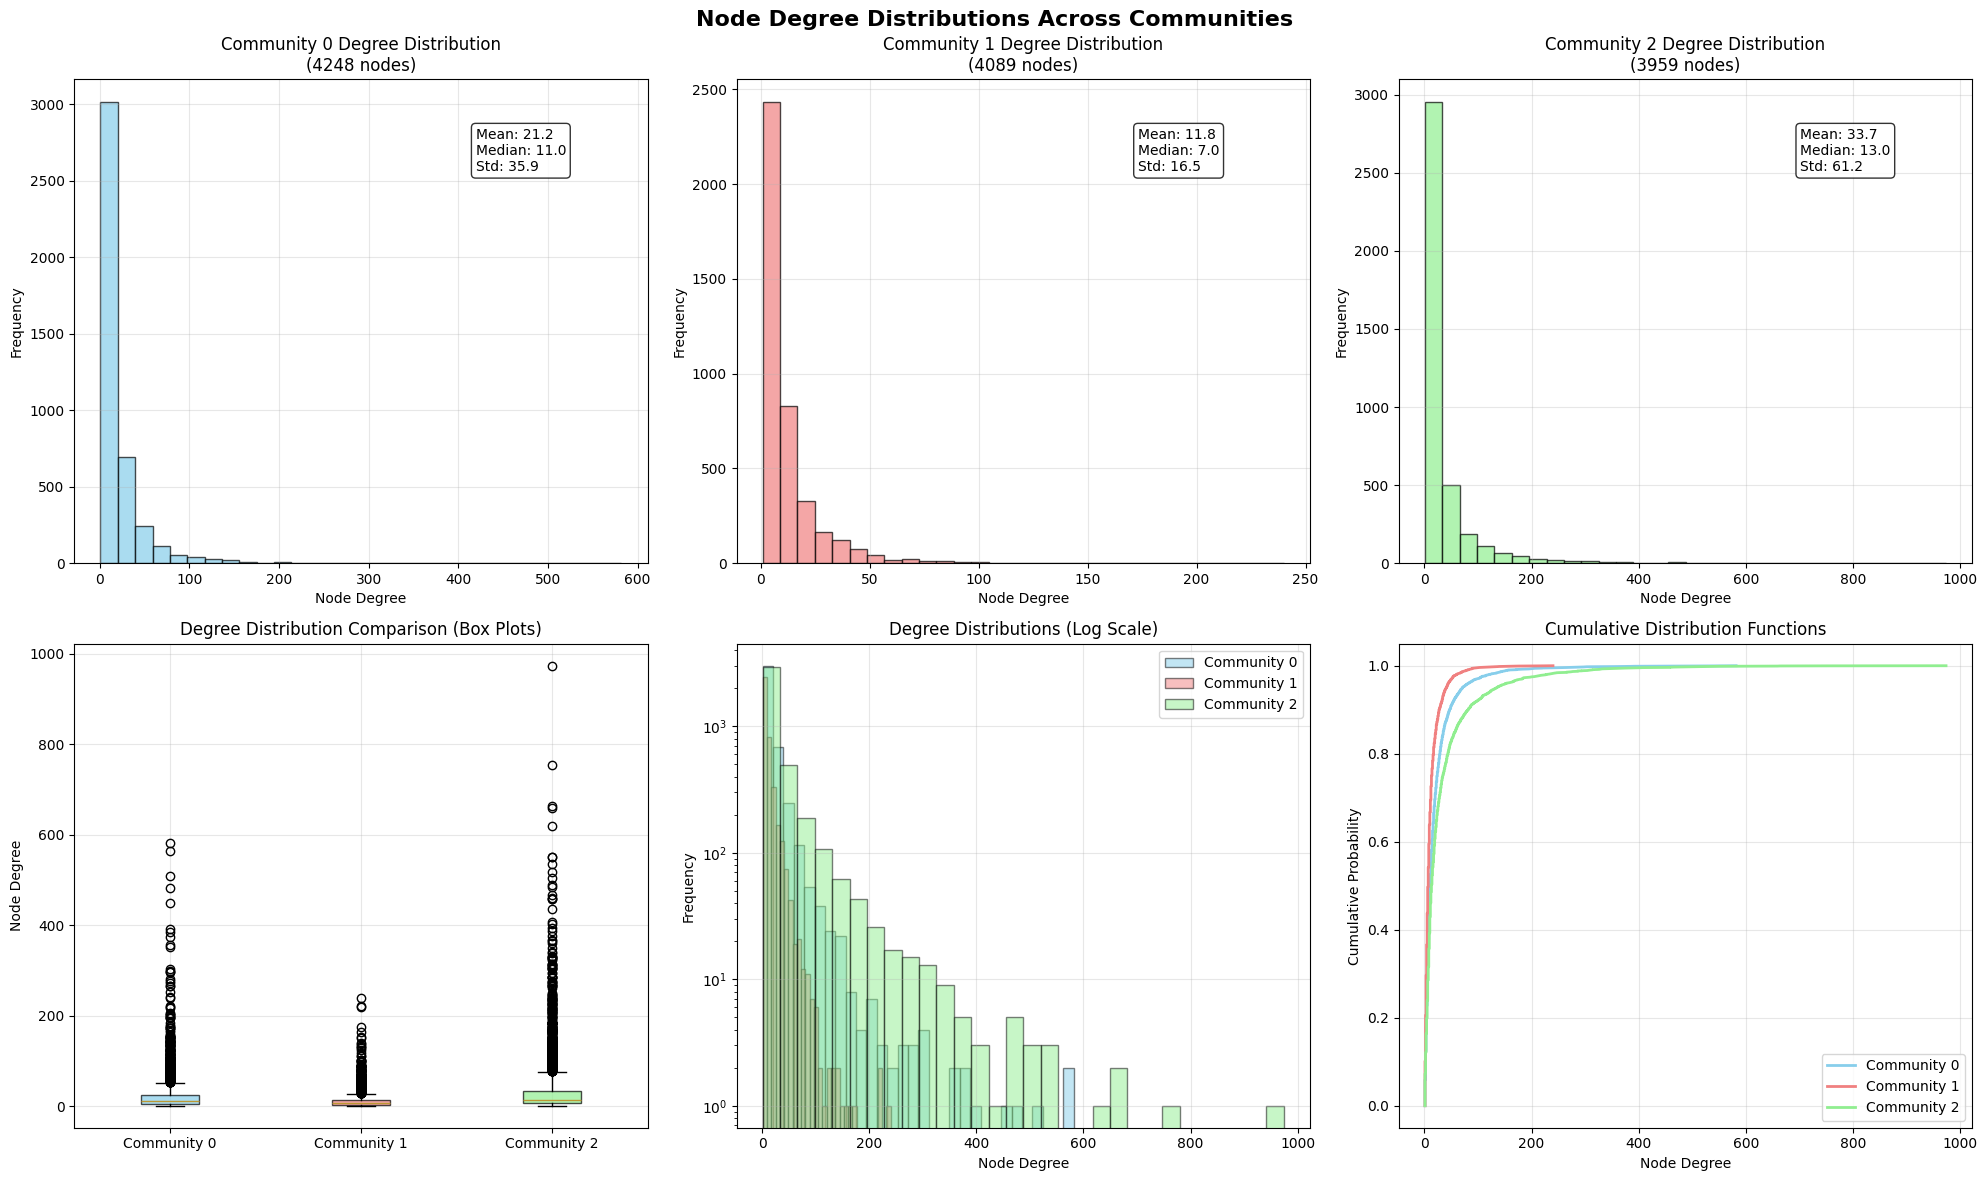 Node Degree Distributions Across Communities
Community 0 Degree Distribution
(4248 nodes)
Frequency
3000
2500
2000
1500
1000
500
0
Mean: 21.2
Median: 11.0
Std: 35.9
0 100 200 300 400 500 600
Node Degree
Community 1 Degree Distribution
(4089 nodes)
Frequency
2500
2000
1500
1000
500
0
Mean: 11.8
Median: 7.0
Std: 16.5
0 50 100 150 200 250
Node Degree
Community 2 Degree Distribution
(3959 nodes)
Frequency
3000
2500
2000
1500
1000
500
0
Mean: 33.7
Median: 13.0
Std: 61.2
0 200 400 600 800 1000
Node Degree
Degree Distribution Comparison (Box Plots)
Node Degree
1000
800
600
400
200
0
Community 0 Community 1 Community 2
Degree Distributions (Log Scale)
Frequency
10³
10²
10¹
10⁰
Community 0
Community 1
Community 2
0 200 400 600 800 1000
Node Degree
Cumulative Distribution Functions
Cumulative Probability
1.0
0.8
0.6
0.4
0.2
0.0
Community 0
Community 1
Community 2
0 200 400 600 800 1000
Node Degree